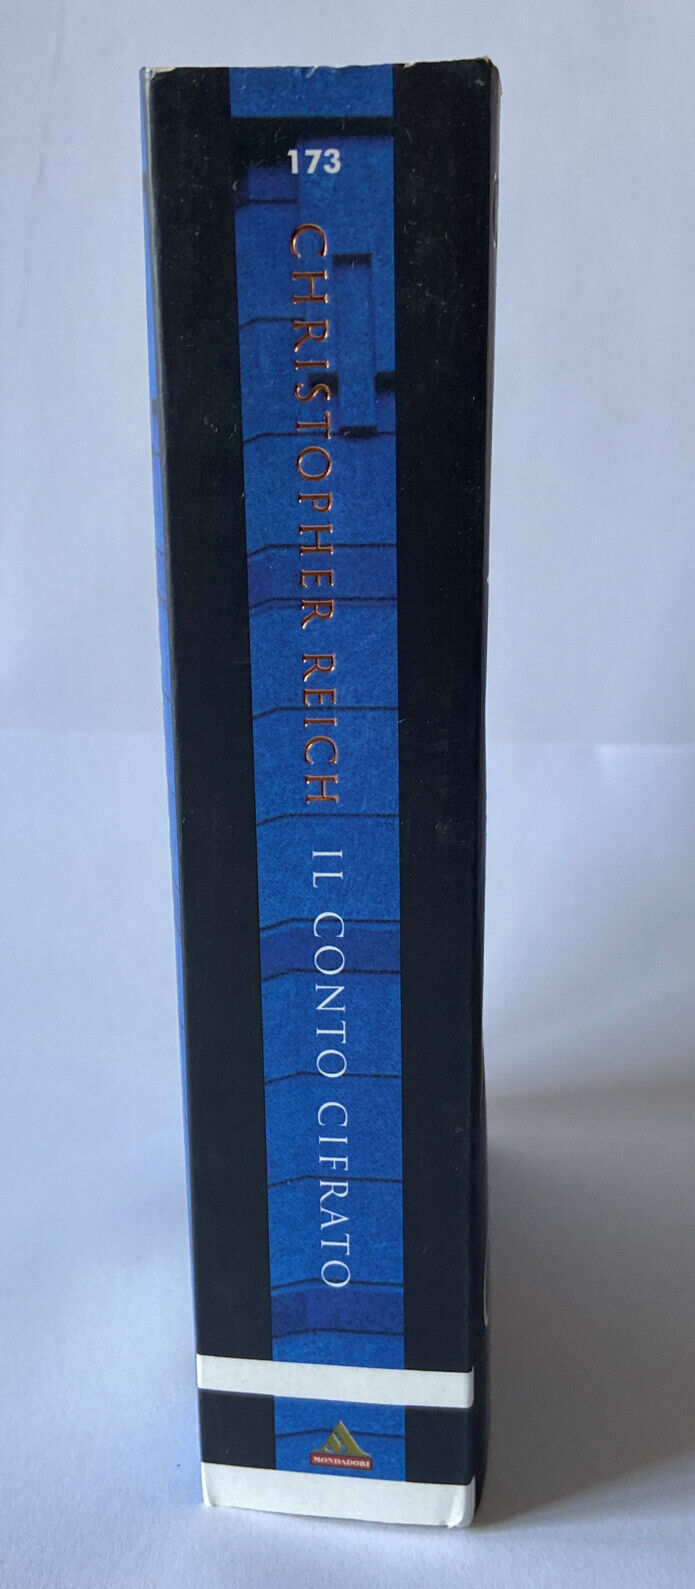 173
CHRISTOPHER REICH
IL CONTO CIFRATO
MONDADORI